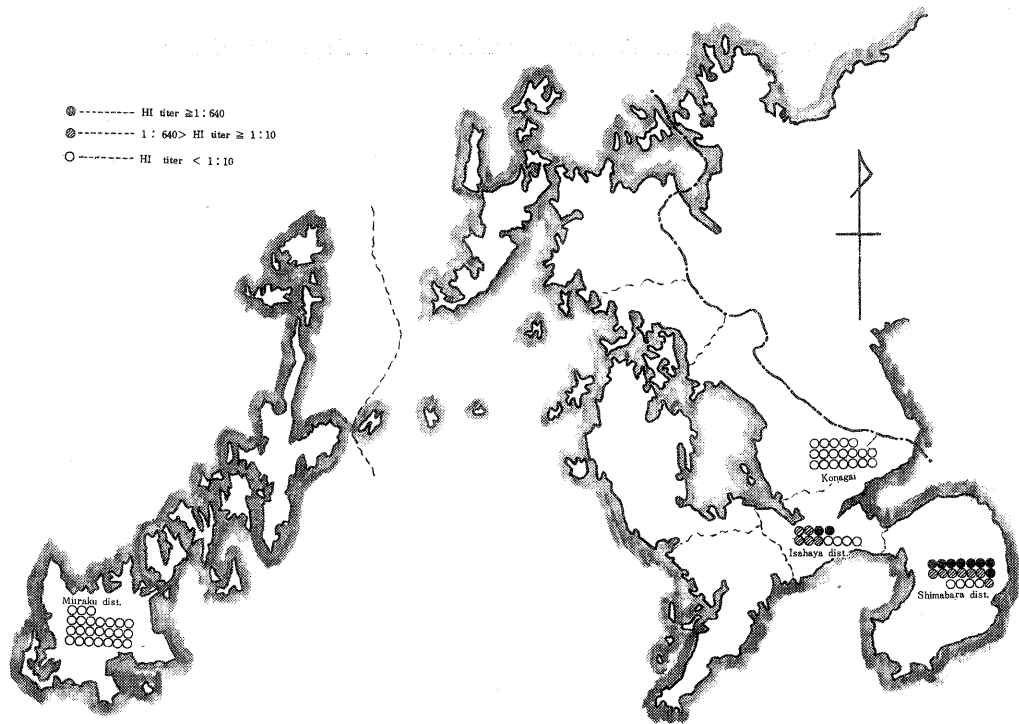 HI titer ≧1:640
1: 640> HI titer ≧ 1:10
HI titer < 1:10
Konagai
Isahaya dist.
Shimabara dist.
Miiraku dist.